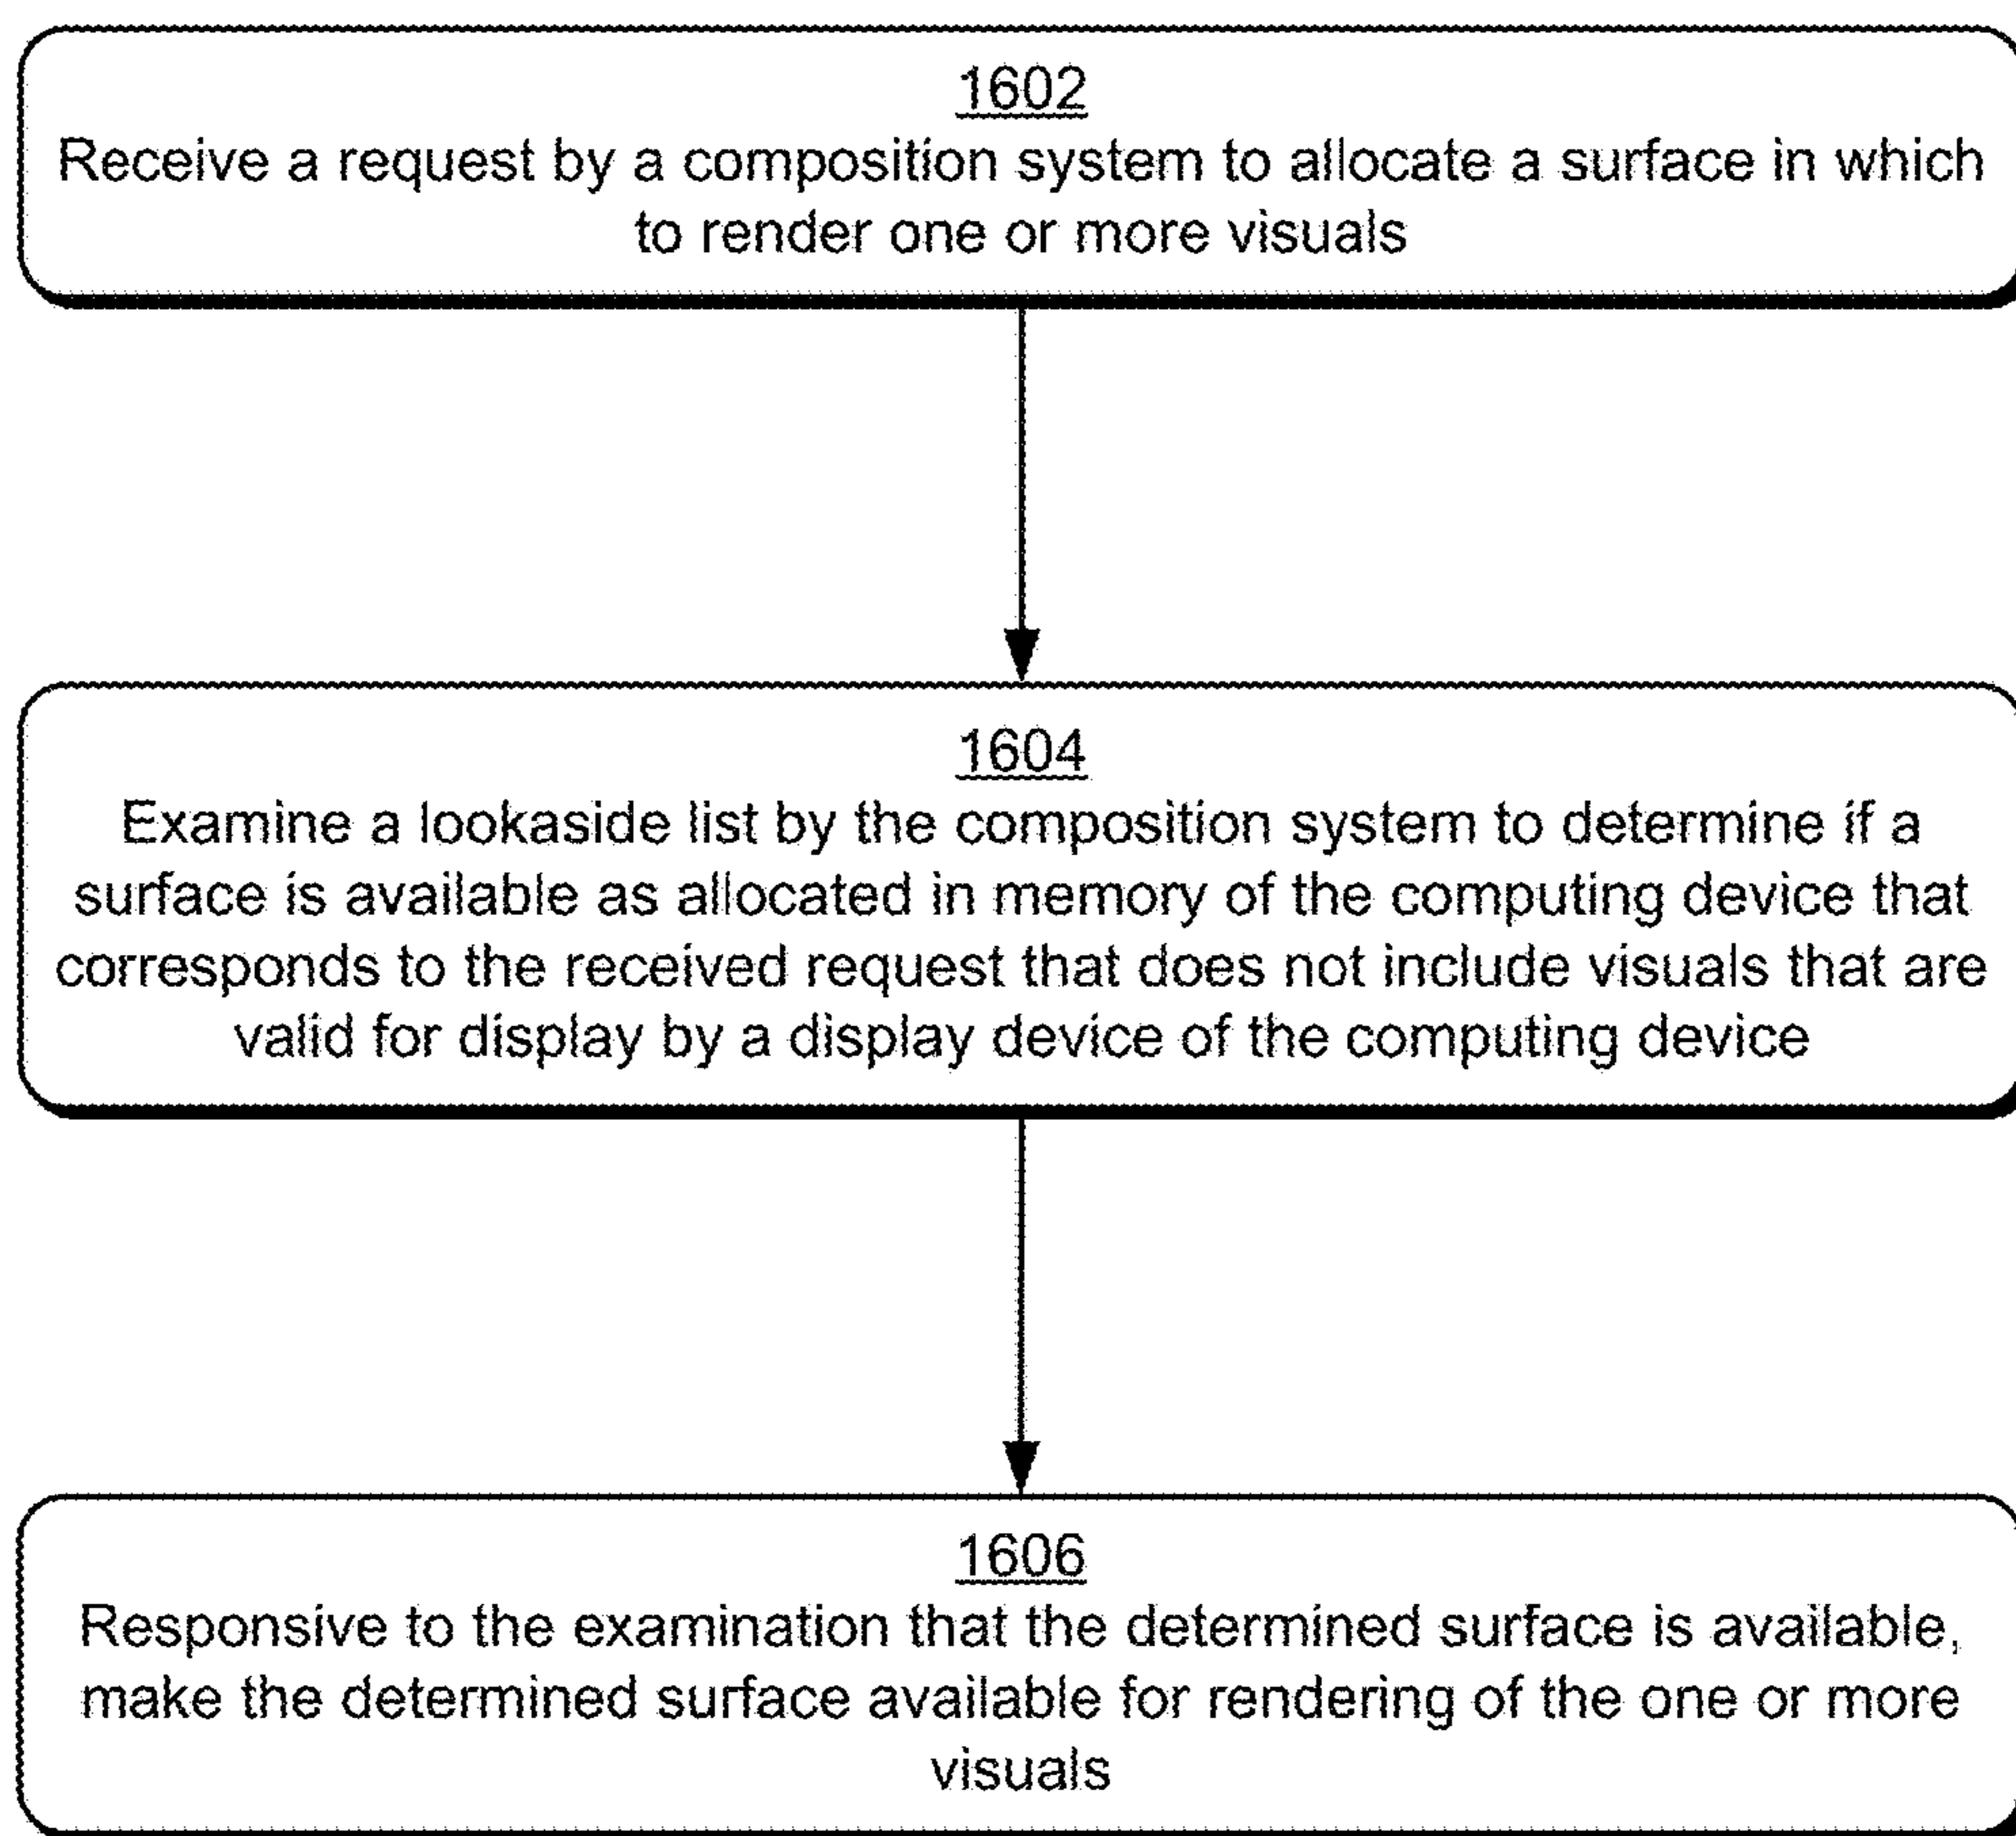 1602
Receive a request by a composition system to allocate a surface in which
to render one or more visuals
1604
Examine a lookaside list by the composition system to determine if a
surface is available as allocated in memory of the computing device that
corresponds to the received request that does not include visuals that are
valid for display by a display device of the computing device
1606
Responsive to the examination that the determined surface is available,
make the determined surface available for rendering of the one or more
visuals